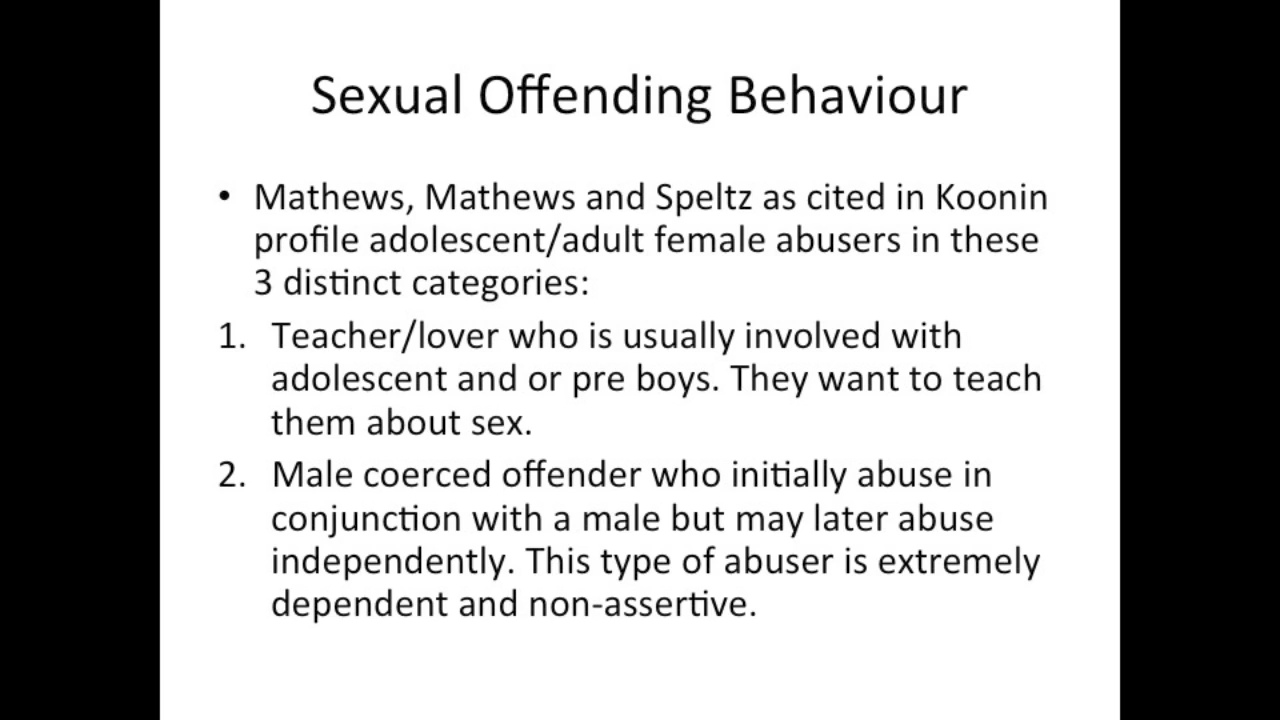 Sexual Offending Behaviour
• Mathews, Mathews and Speltz as cited in Koonin
profile adolescent/adult female abusers in these
3 distinct categories:
1. Teacher/lover who is usually involved with
adolescent and or pre boys. They want to teach
them about sex.
2. Male coerced offender who initially abuse in
conjunction with a male but may later abuse
independently. This type of abuser is extremely
dependent and non-assertive.